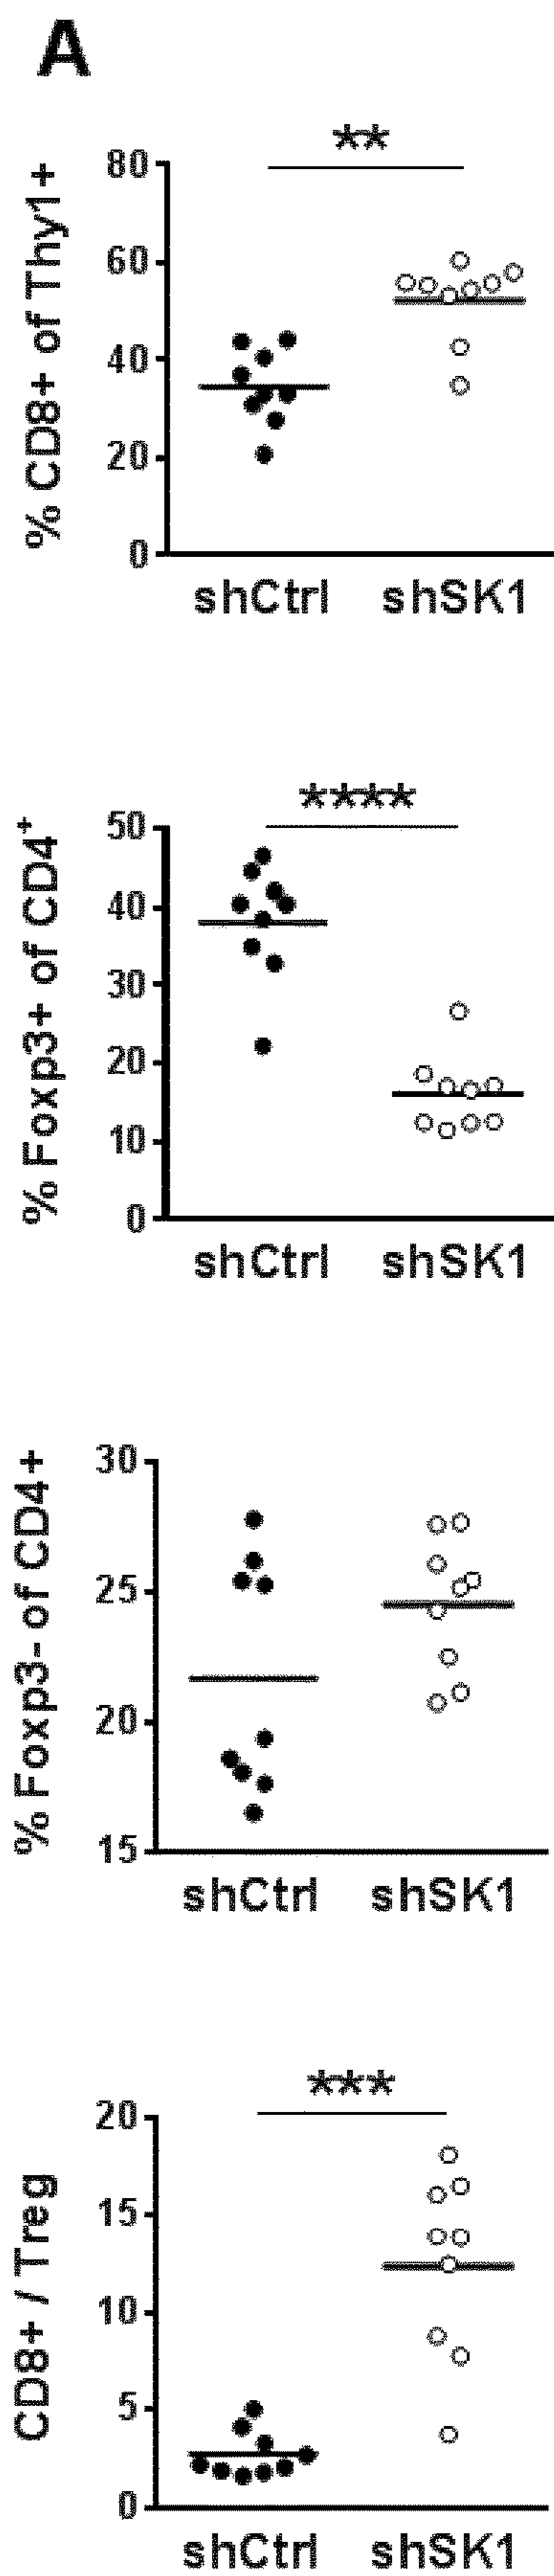 A
**
% CD8+ of Thy1+
80
60
40
20
0
shCtrl
shSK1
****
% Foxp3+ of CD4+
50
40
30
20
10
0
shCtrl
shSK1
% Foxp3- of CD4+
30
25
20
15
shCtrl
shSK1
***
CD8+ / Treg
20
15
10
5
0
shCtrl
shSK1